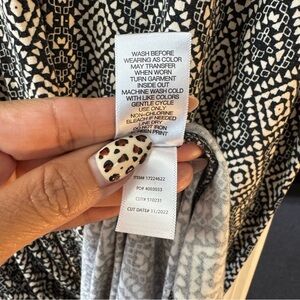 WASH BEFORE
WEARING AS COLOR
MAY TRANSFER
WHEN WORN
TURN GARMENT
INSIDE OUT
MACHINE WASH COLD
WITH LIKE COLORS
GENTLE CYCLE
USE ONLY
NON-CHLORINE
BLEACH IF NEEDED
LINE DRY
DO NOT IRON
PRINT
ITEM# 17224622
PO# 4003033
CUT# 510231
CUT DATE# 11/2022